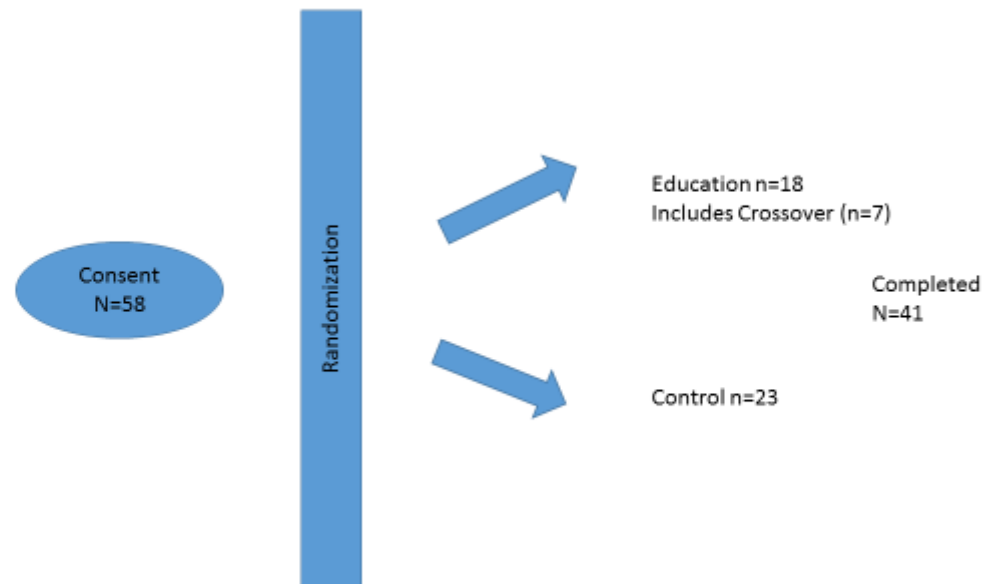 Consent
N=58
Randomization
Education n=18
Includes Crossover (n=7)
Control n=23
Completed
N=41